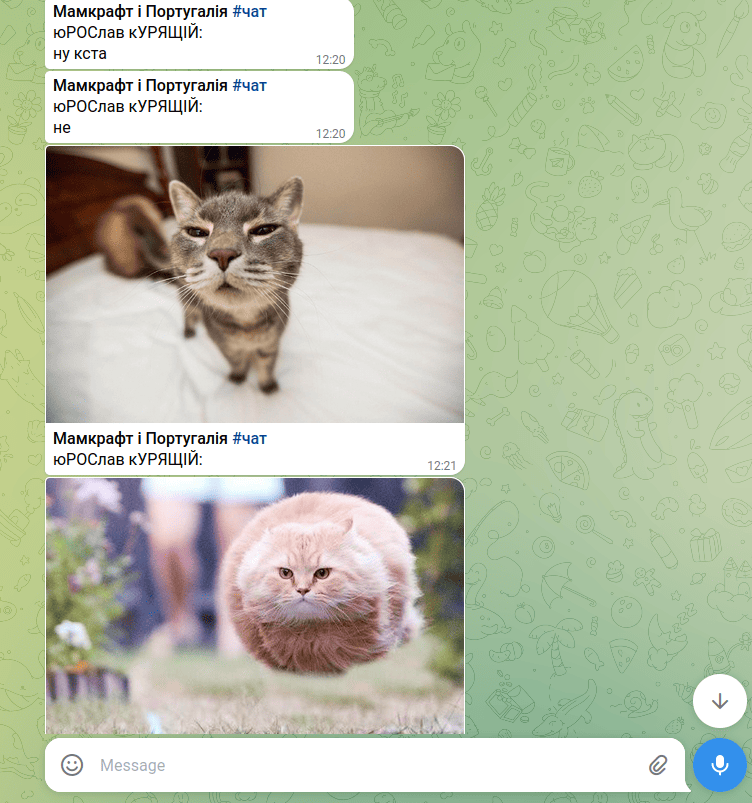 Мамкрафт і Португалія #чат
юРОСлав кУРЯЩІЙ:
ну кста
12:20
Мамкрафт і Португалія #чат
юРОСлав кУРЯЩІЙ:
не
12:20
Мамкрафт і Португалія #чат
юРОСлав кУРЯЩІЙ:
12:21
Message